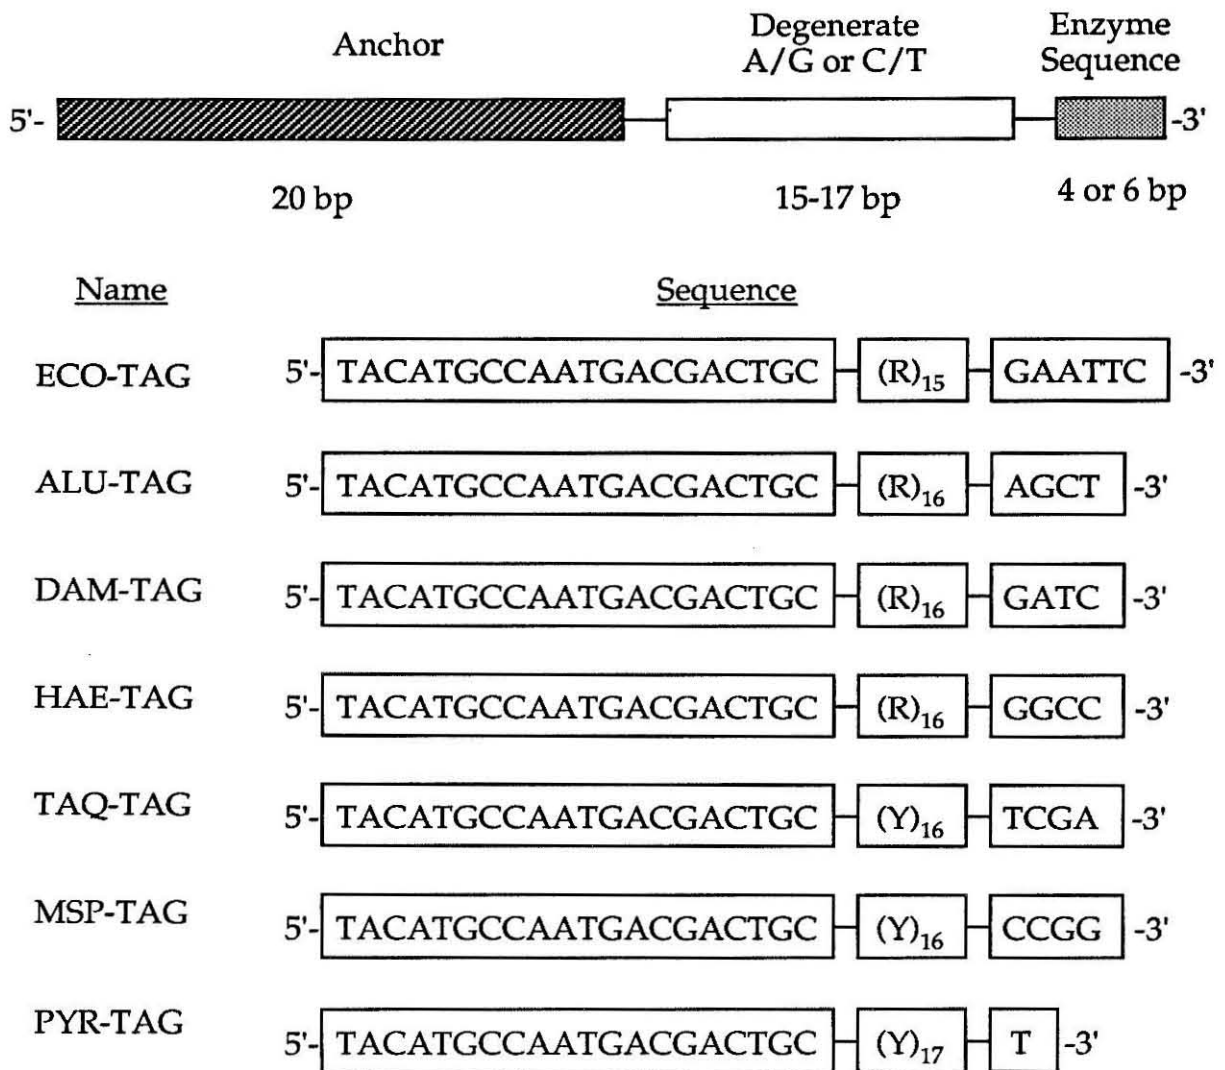 Anchor
Degenerate
A/G or C/T
Enzyme
Sequence
5'- -3'
20 bp 15-17 bp 4 or 6 bp
Name Sequence
ECO-TAG 5'- TACATGCCAATGACGACTGC (R)15 GAATTC -3'
ALU-TAG 5'- TACATGCCAATGACGACTGC (R)16 AGCT -3'
DAM-TAG 5'- TACATGCCAATGACGACTGC (R)16 GATC -3'
HAE-TAG 5'- TACATGCCAATGACGACTGC (R)16 GGCC -3'
TAQ-TAG 5'- TACATGCCAATGACGACTGC (Y)16 TCGA -3'
MSP-TAG 5'- TACATGCCAATGACGACTGC (Y)16 CCGG -3'
PYR-TAG 5'- TACATGCCAATGACGACTGC (Y)17 T -3'